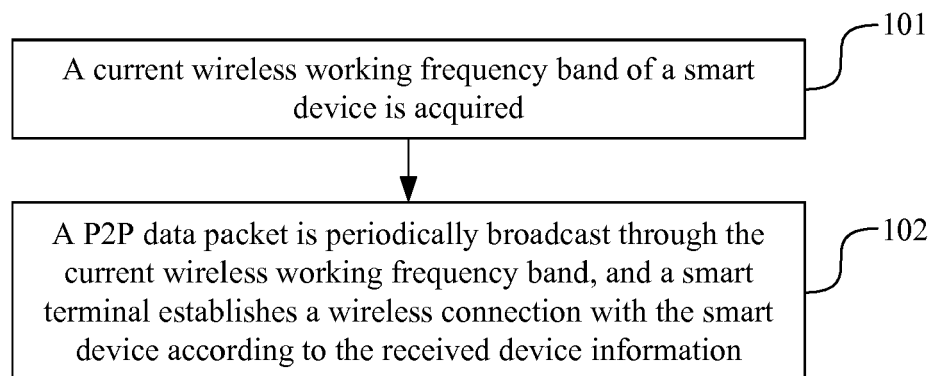 101
A current wireless working frequency band of a smart
device is acquired
102
A P2P data packet is periodically broadcast through the
current wireless working frequency band, and a smart
terminal establishes a wireless connection with the smart
device according to the received device information